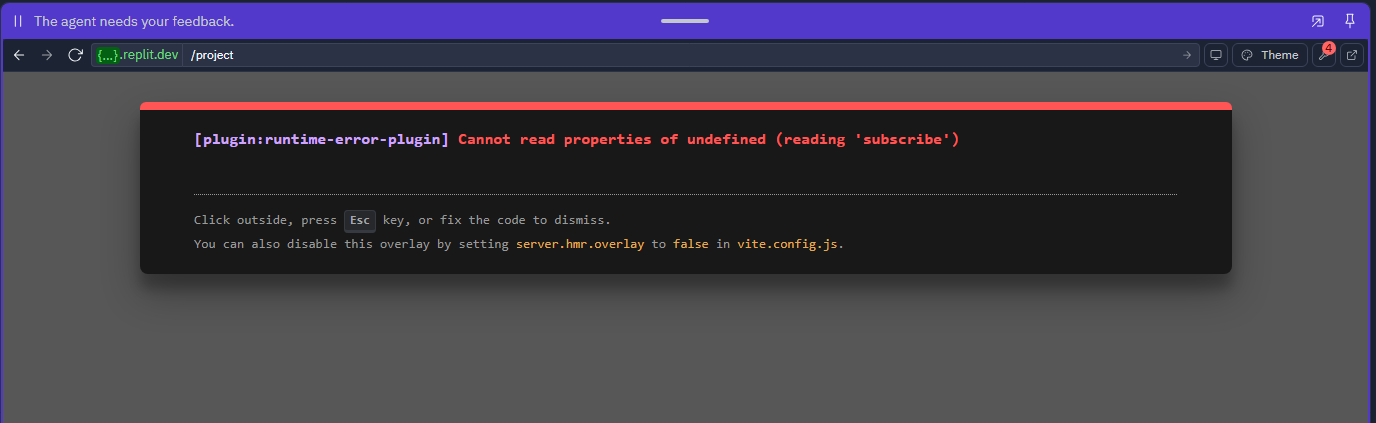 The agent needs your feedback.
{...}.replit.dev /project
Theme
4
[plugin:runtime-error-plugin] Cannot read properties of undefined (reading 'subscribe')
Click outside, press Esc key, or fix the code to dismiss.
You can also disable this overlay by setting server.hmr.overlay to false in vite.config.js.